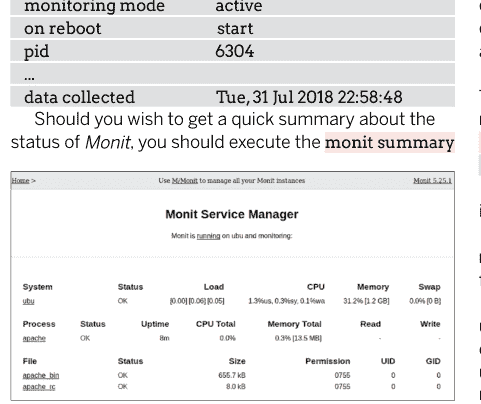 monitoring mode active
on reboot start
pid 6304
...
data collected Tue, 31 Jul 2018 22:58:48
Should you wish to get a quick summary about the
status of Monit, you should execute the monit summary
Home > Use M/Monit to manage all your Monit instances Monit 5.25.1
Monit Service Manager
Monit is running on ubu and monitoring:
System Status Load CPU Memory Swap
ubu OK [0.00] [0.06] [0.05] 1.3%us, 0.3%sy, 0.1%wa 31.2% [1.2 GB] 0.0% [0 B]
Process Status Uptime CPU Total Memory Total Read Write
apache OK 8m 0.0% 0.3% [13.5 MB] - -
File Status Size Permission UID GID
apache_bin OK 655.7 kB 0755 0 0
apache_rc OK 8.0 kB 0755 0 0